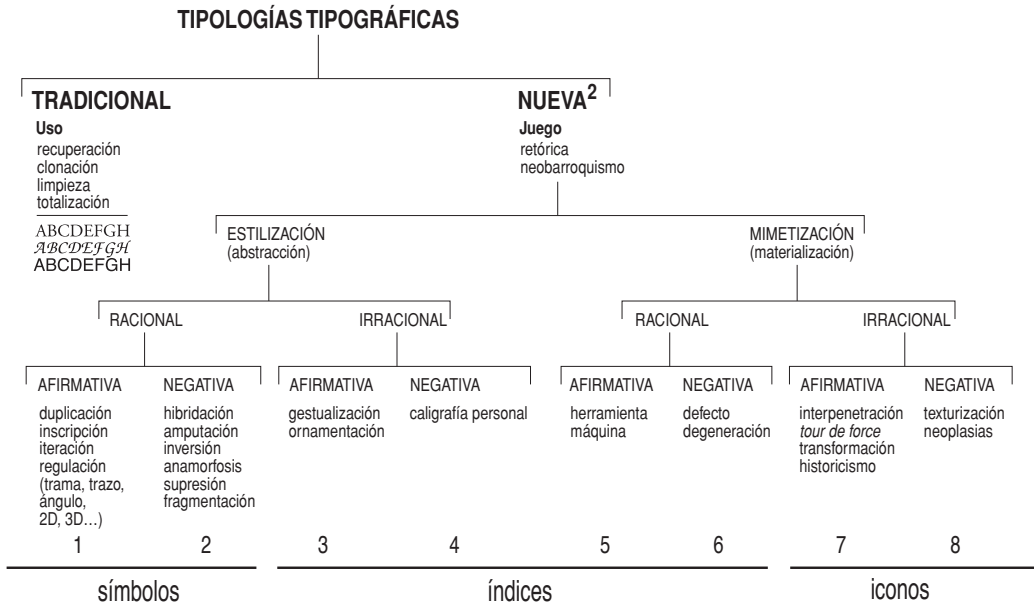 TIPOLOGÍAS TIPOGRÁFICAS
TRADICIONAL
Uso
recuperación
clonación
limpieza
totalización
ABCDEFGH
ABCDEFGH
ABCDEFGH
NUEVA²
Juego
retórica
neobarroquismo
ESTILIZACIÓN
(abstracción)
MIMETIZACIÓN
(materialización)
RACIONAL
IRRACIONAL
RACIONAL
IRRACIONAL
AFIRMATIVA
duplicación
inscripción
iteración
regulación
(trama, trazo,
ángulo,
2D, 3D…)
1
NEGATIVA
hibridación
amputación
inversión
anamorfosis
supresión
fragmentación
2
AFIRMATIVA
gestualización
ornamentación
3
NEGATIVA
caligrafía personal
4
AFIRMATIVA
herramienta
máquina
5
NEGATIVA
defecto
degeneración
6
AFIRMATIVA
interpenetración
tour de force
transformación
historicismo
7
NEGATIVA
texturización
neoplasias
8
símbolos
índices
iconos